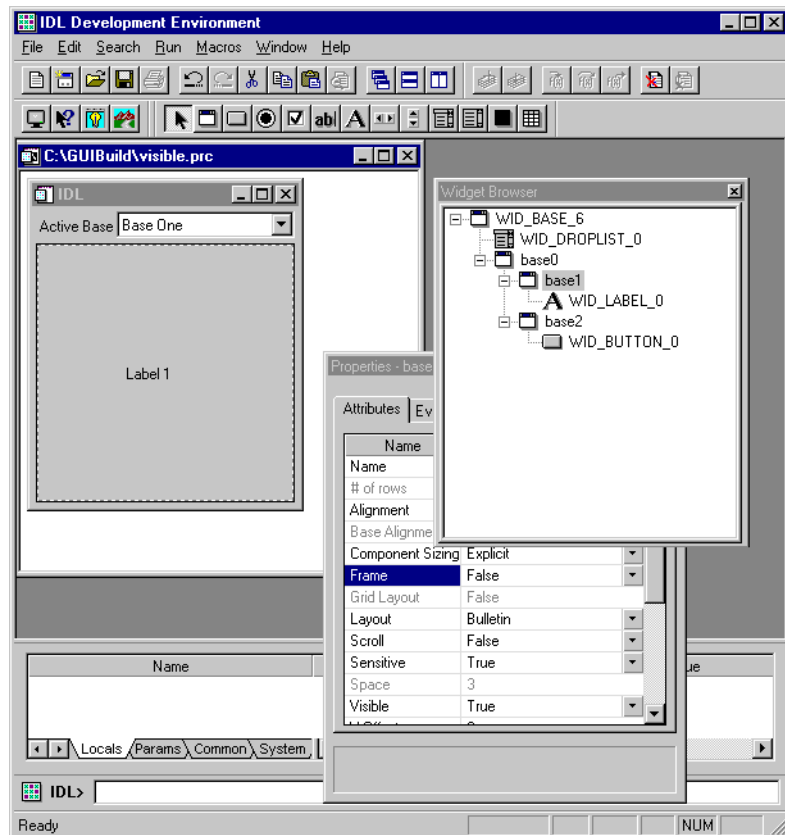 IDL Development Environment
File Edit Search Run Macros Window Help
abl A
C:\GUIBuild\visible.prc
IDL
Active Base Base One
Label 1
Widget Browser
WID_BASE_6
WID_DROPLIST_0
base0
base1
A WID_LABEL_0
base2
WID_BUTTON_0
Properties - base
Attributes Ev
Name
Name
# of rows
Alignment
Base Alignme
Component Sizing Explicit
Frame False
Grid Layout False
Layout Bulletin
Scroll False
Sensitive True
Space 3
Visible True
Name
ue
Locals Params Common System
IDL>
Ready NUM